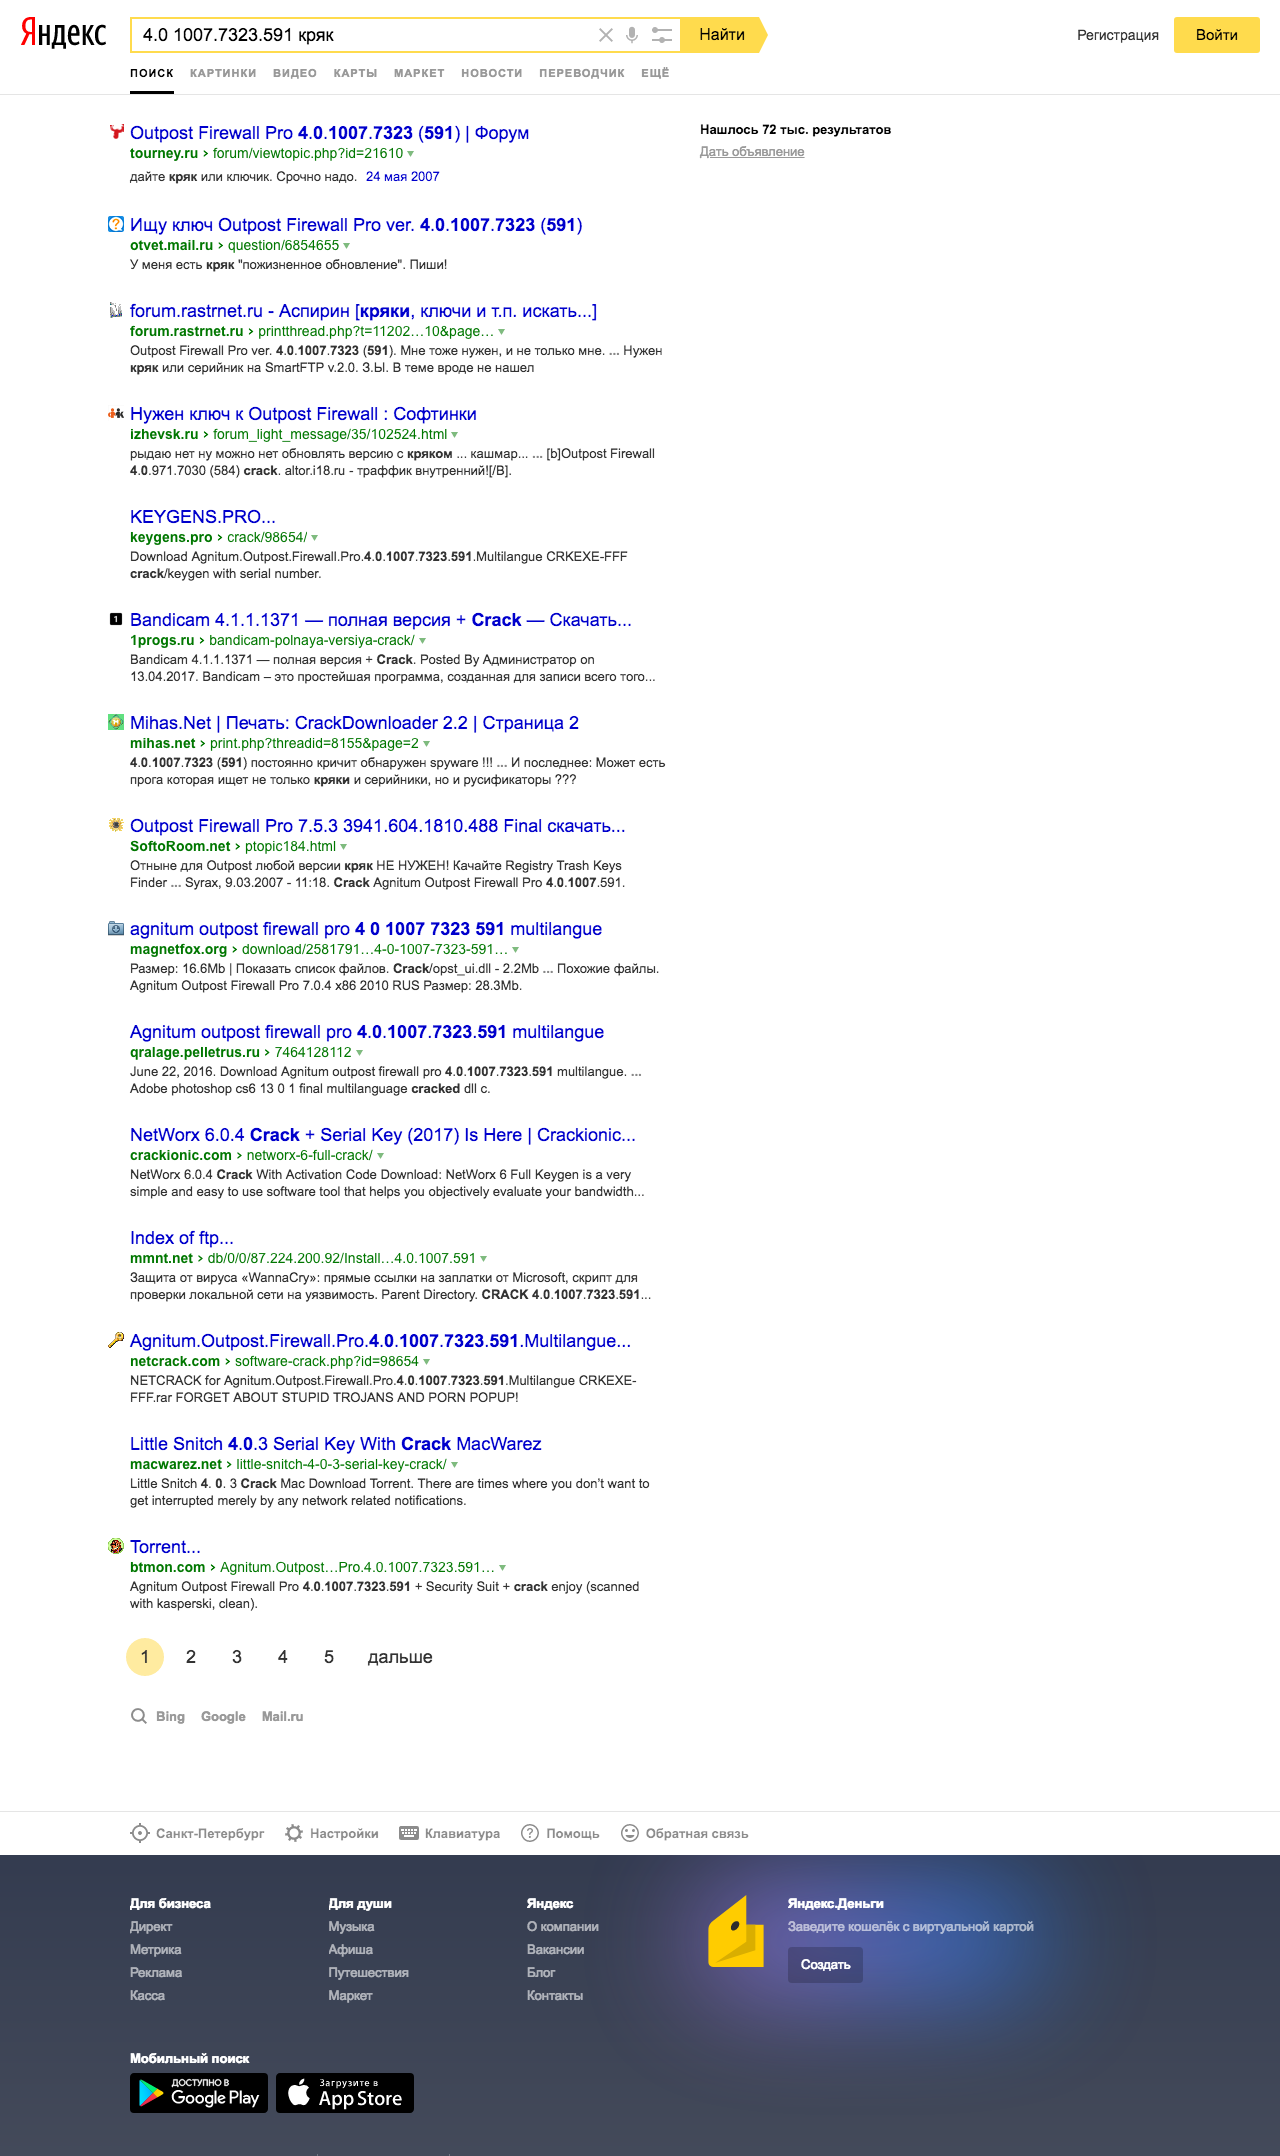 Яндекс
4.0 1007.7323.591 кряк
Найти
Регистрация
Войти
ПОИСК КАРТИНКИ ВИДЕО КАРТЫ МАРКЕТ НОВОСТИ ПЕРЕВОДЧИК ЕЩЁ
Outpost Firewall Pro 4.0.1007.7323 (591) | Форум
tourney.ru › forum/viewtopic.php?id=21610
дайте кряк или ключик. Срочно надо. 24 мая 2007
Нашлось 72 тыс. результатов
Дать объявление
Ищу ключ Outpost Firewall Pro ver. 4.0.1007.7323 (591)
otvet.mail.ru › question/6854655
У меня есть кряк "пожизненное обновление". Пиши!
forum.rastrnet.ru - Аспирин [кряки, ключи и т.п. искать...]
forum.rastrnet.ru › printthread.php?t=11202…10&page…
Outpost Firewall Pro ver. 4.0.1007.7323 (591). Мне тоже нужен, и не только мне. ... Нужен
кряк или серийник на SmartFTP v.2.0. З.Ы. В теме вроде не нашел
Нужен ключ к Outpost Firewall : Софтинки
izhevsk.ru › forum_light_message/35/102524.html
рыдаю нет ну можно нет обновлять версию с кряком ... кашмар... ... [b]Outpost Firewall
4.0.971.7030 (584) crack. altor.i18.ru - траффик внутренний![/B].
KEYGENS.PRO...
keygens.pro › crack/98654/
Download Agnitum.Outpost.Firewall.Pro.4.0.1007.7323.591.Multilangue CRKEXE-FFF
crack/keygen with serial number.
Bandicam 4.1.1.1371 — полная версия + Crack — Скачать...
1progs.ru › bandicam-polnaya-versiya-crack/
Bandicam 4.1.1.1371 — полная версия + Crack. Posted By Администратор on
13.04.2017. Bandicam – это простейшая программа, созданная для записи всего того...
Mihas.Net | Печать: CrackDownloader 2.2 | Страница 2
mihas.net › print.php?threadid=8155&page=2
4.0.1007.7323 (591) постоянно кричит обнаружен spyware !!! ... И последнее: Может есть
прога которая ищет не только кряки и серийники, но и русификаторы ???
Outpost Firewall Pro 7.5.3 3941.604.1810.488 Final скачать...
SoftoRoom.net › ptopic184.html
Отныне для Outpost любой версии кряк НЕ НУЖЕН! Качайте Registry Trash Keys
Finder ... Syrax, 9.03.2007 - 11:18. Crack Agnitum Outpost Firewall Pro 4.0.1007.591.
agnitum outpost firewall pro 4 0 1007 7323 591 multilangue
magnetfox.org › download/2581791…4-0-1007-7323-591…
Размер: 16.6Mb | Показать список файлов. Crack/opst_ui.dll - 2.2Mb ... Похожие файлы.
Agnitum Outpost Firewall Pro 7.0.4 x86 2010 RUS Размер: 28.3Mb.
Agnitum outpost firewall pro 4.0.1007.7323.591 multilangue
qralage.pelletrus.ru › 7464128112
June 22, 2016. Download Agnitum outpost firewall pro 4.0.1007.7323.591 multilangue. ...
Adobe photoshop cs6 13 0 1 final multilanguage cracked dll c.
NetWorx 6.0.4 Crack + Serial Key (2017) Is Here | Crackionic...
crackionic.com › networx-6-full-crack/
NetWorx 6.0.4 Crack With Activation Code Download: NetWorx 6 Full Keygen is a very
simple and easy to use software tool that helps you objectively evaluate your bandwidth...
Index of ftp...
mmnt.net › db/0/0/87.224.200.92/Install…4.0.1007.591
Защита от вируса «WannaCry»: прямые ссылки на заплатки от Microsoft, скрипт для
проверки локальной сети на уязвимость. Parent Directory. CRACK 4.0.1007.7323.591...
Agnitum.Outpost.Firewall.Pro.4.0.1007.7323.591.Multilangue...
netcrack.com › software-crack.php?id=98654
NETCRACK for Agnitum.Outpost.Firewall.Pro.4.0.1007.7323.591.Multilangue CRKEXE-
FFF.rar FORGET ABOUT STUPID TROJANS AND PORN POPUP!
Little Snitch 4.0.3 Serial Key With Crack MacWarez
macwarez.net › little-snitch-4-0-3-serial-key-crack/
Little Snitch 4. 0. 3 Crack Mac Download Torrent. There are times where you don't want to
get interrupted merely by any network related notifications.
Torrent...
btmon.com › Agnitum.Outpost…Pro.4.0.1007.7323.591…
Agnitum Outpost Firewall Pro 4.0.1007.7323.591 + Security Suit + crack enjoy (scanned
with kasperski, clean).
1 2 3 4 5 дальше
Bing Google Mail.ru
Санкт-Петербург Настройки Клавиатура Помощь Обратная связь
Для бизнеса
Директ
Метрика
Реклама
Касса
Для души
Музыка
Афиша
Путешествия
Маркет
Яндекс
О компании
Вакансии
Блог
Контакты
Яндекс.Деньги
Заведите кошелёк с виртуальной картой
Создать
Мобильный поиск
ДОСТУПНО В
Google Play
Загрузите в
App Store